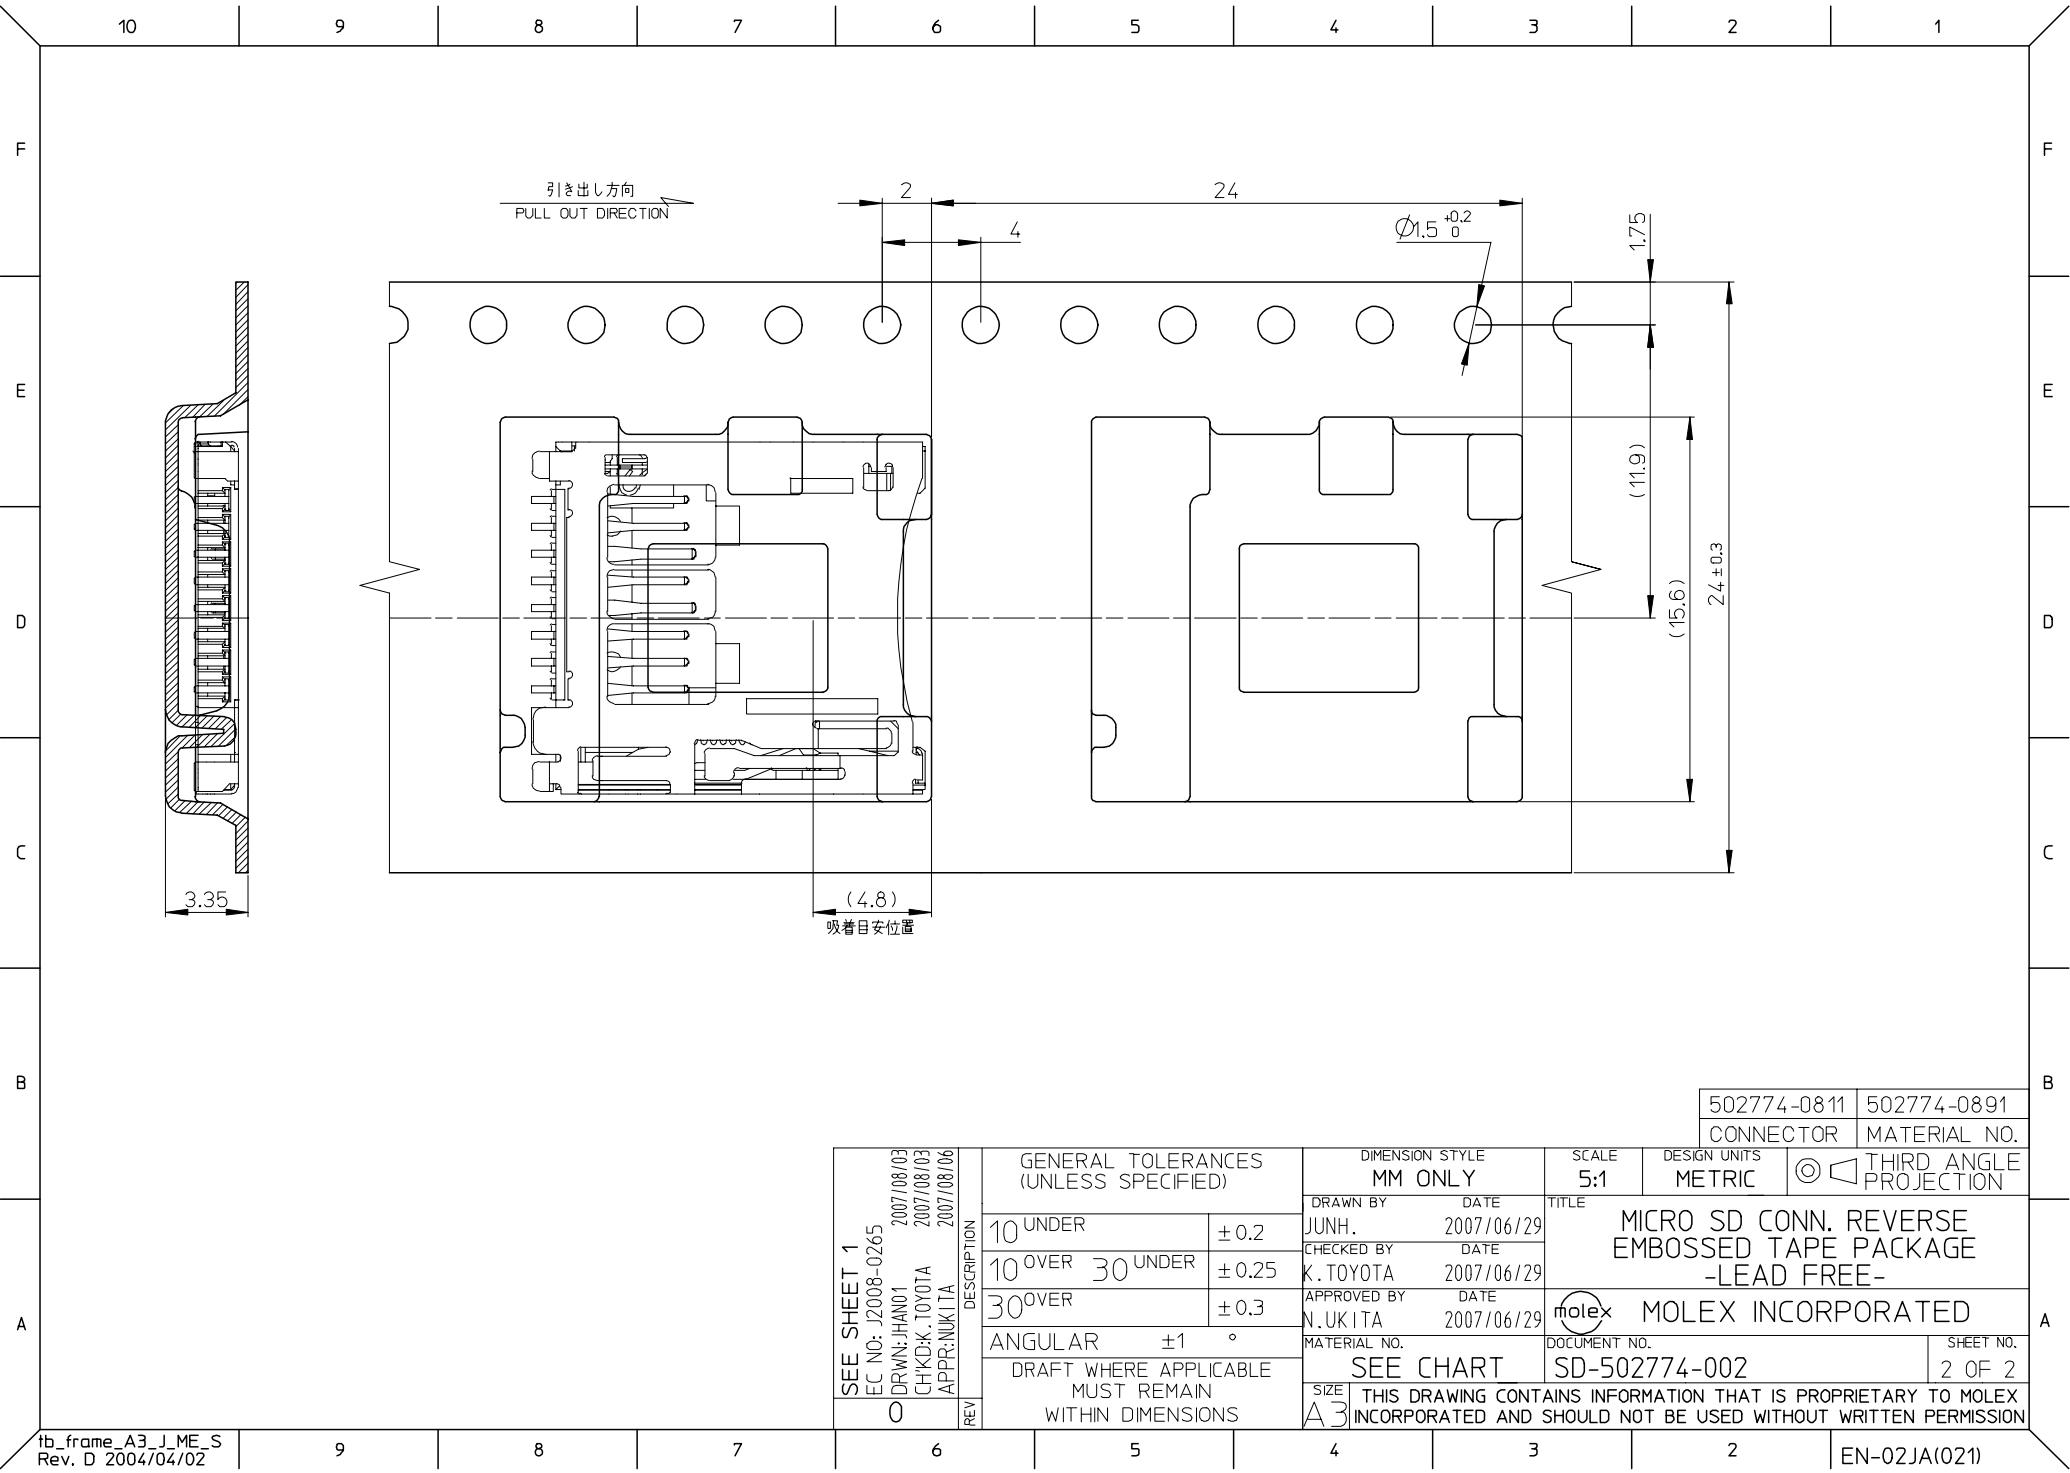 10 9 8 7 6 5 4 3 2 1
F F
引き出し方向
PULL OUT DIRECTION
2
24
4
Ø1.5 +0.2 0
1.75
E E
(11.9)
24±0.3
(15.6)
D D
C C
3.35
(4.8)
吸着目安位置
B B
502774-0811 502774-0891
CONNECTOR MATERIAL NO.
SEE SHEET 1
EC NO: J2008-0265
DRWN:JHAN01 2007/08/03
CH'KD:K.TOYOTA 2007/08/03
APPR:NUKITA 2007/08/06
DESCRIPTION
0
REV
GENERAL TOLERANCES
(UNLESS SPECIFIED)
10 UNDER ±0.2
10 OVER 30 UNDER ±0.25
30 OVER ±0.3
ANGULAR ±1 °
DRAFT WHERE APPLICABLE
MUST REMAIN
WITHIN DIMENSIONS
DIMENSION STYLE
MM ONLY
SCALE
5:1
DESIGN UNITS
METRIC
THIRD ANGLE
PROJECTION
DRAWN BY DATE
JUNH. 2007/06/29
CHECKED BY DATE
K.TOYOTA 2007/06/29
APPROVED BY DATE
N.UKITA 2007/06/29
TITLE
MICRO SD CONN. REVERSE
EMBOSSED TAPE PACKAGE
-LEAD FREE-
molex MOLEX INCORPORATED
MATERIAL NO.
SEE CHART
DOCUMENT NO.
SD-502774-002
SHEET NO.
2 OF 2
SIZE
A3
THIS DRAWING CONTAINS INFORMATION THAT IS PROPRIETARY TO MOLEX
INCORPORATED AND SHOULD NOT BE USED WITHOUT WRITTEN PERMISSION
A A
tb_frame_A3_J_ME_S
Rev. D 2004/04/02
9 8 7 6 5 4 3 2
EN-02JA(021)